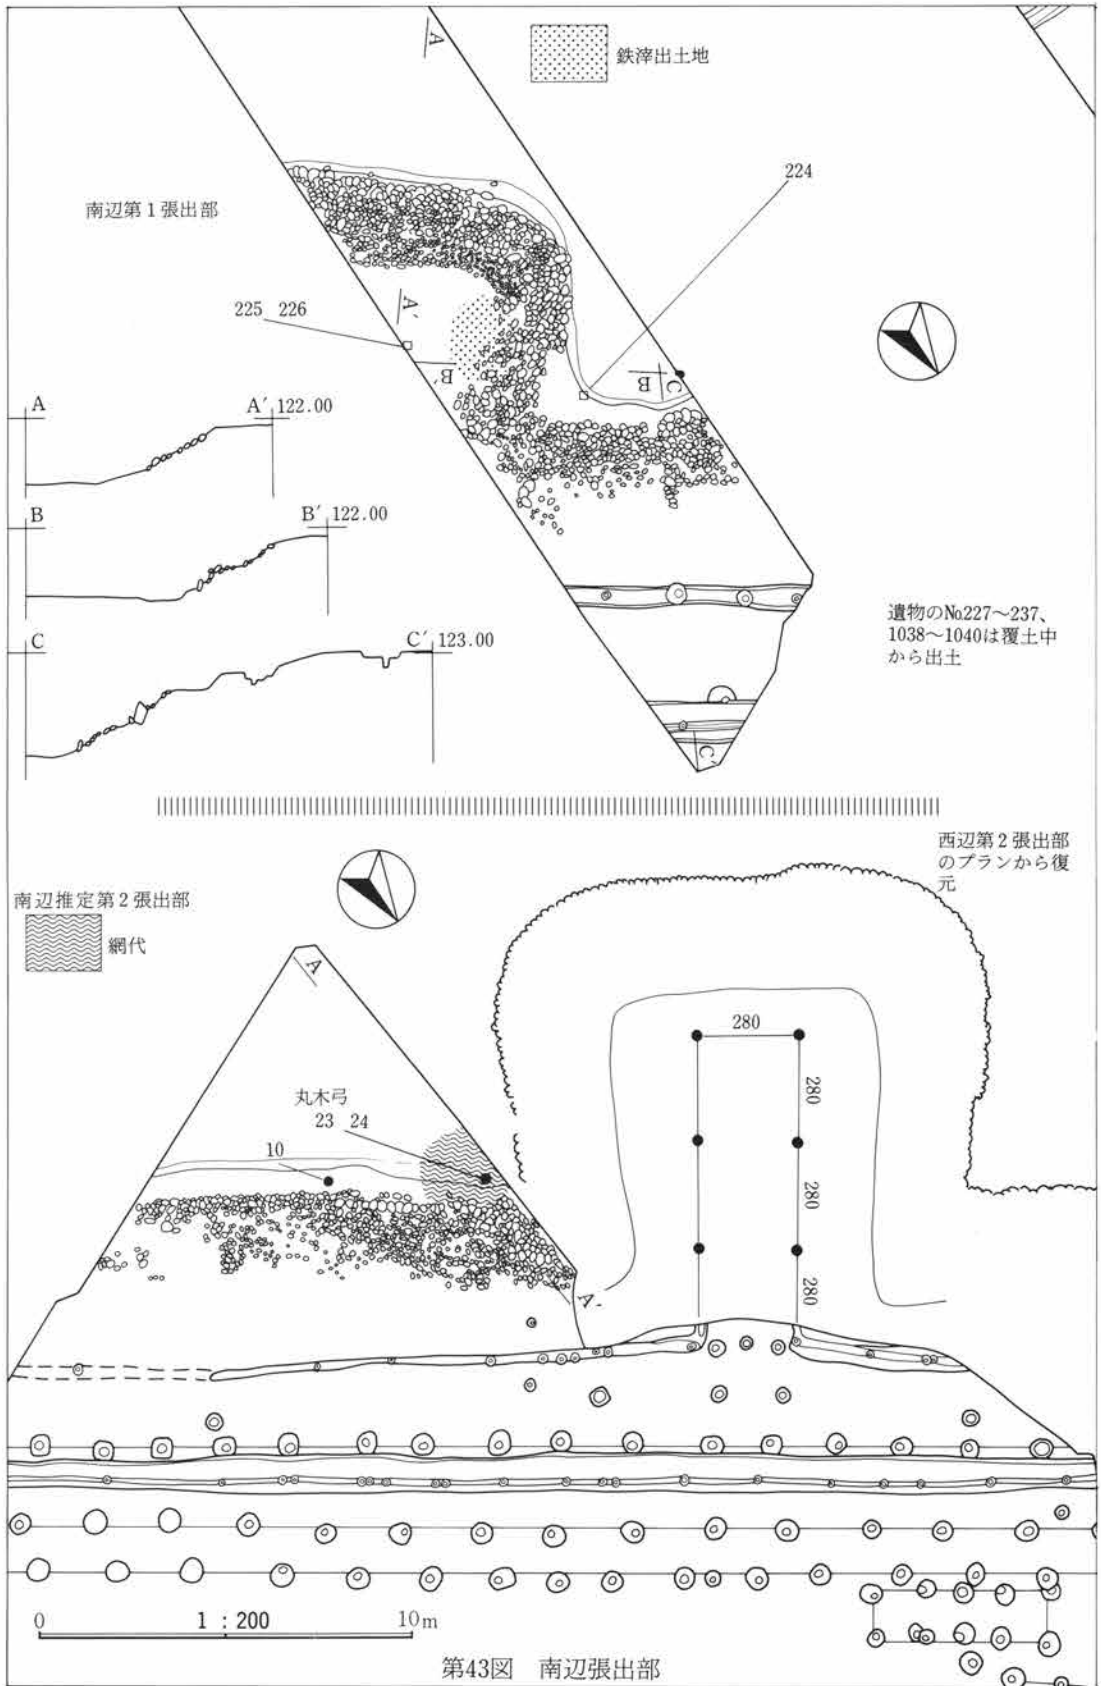 A
鉄滓出土地
224
南辺第1張出部
225 226
A′
B′
B
C
A
A′ 122.00
B
B′ 122.00
C
C′ 123.00
遺物のNo.227〜237、
1038〜1040は覆土中
から出土
C′
西辺第2張出部
のプランから復
元
南辺推定第2張出部
網代
A
280
280
丸木弓
23 24
10
280
A′
280
0
1:200
10m
第43図 南辺張出部